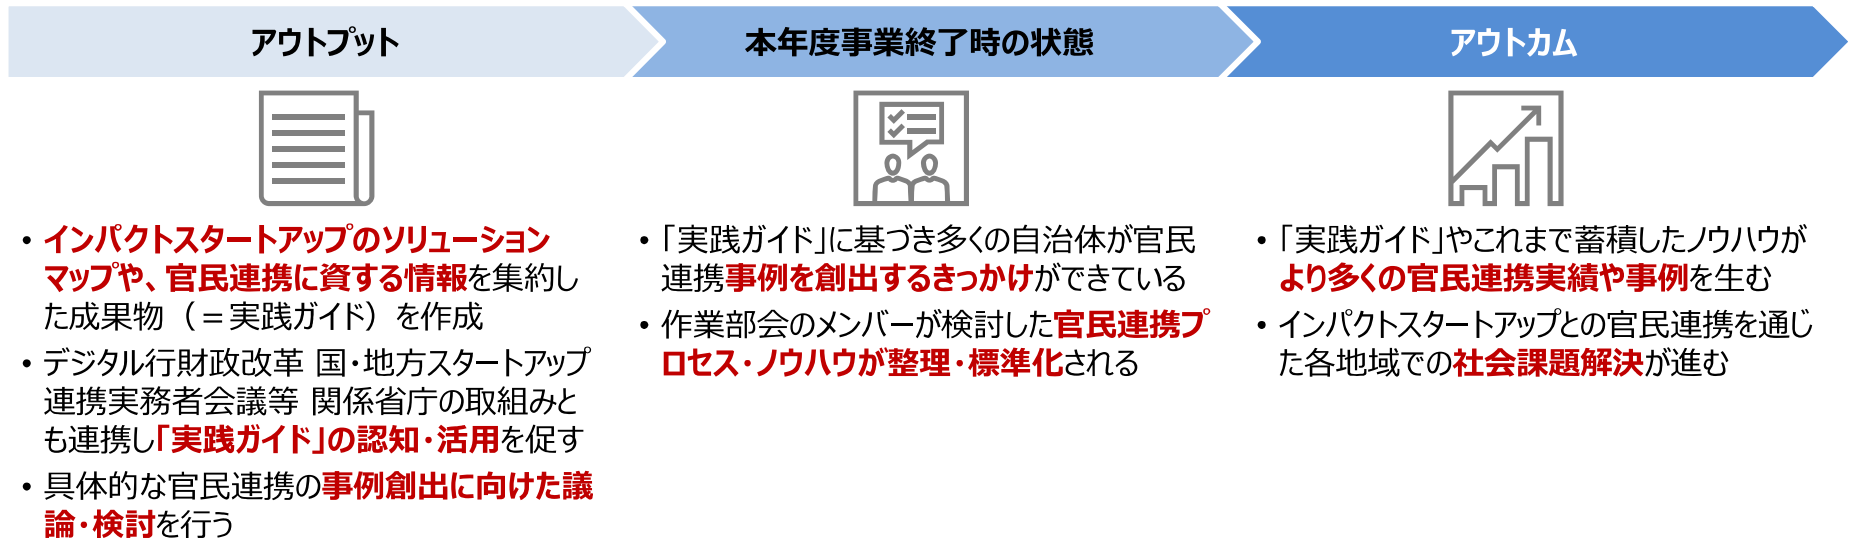 アウトプット
本年度事業終了時の状態
アウトカム
• インパクトスタートアップのソリューション
マップや、官民連携に資する情報を集約し
た成果物（＝実践ガイド）を作成
• デジタル行財政改革 国・地方スタートアップ
連携実務者会議等 関係省庁の取組みと
も連携し「実践ガイド」の認知・活用を促す
• 具体的な官民連携の事例創出に向けた議
論・検討を行う
• 「実践ガイド」に基づき多くの自治体が官民
連携事例を創出するきっかけができている
• 作業部会のメンバーが検討した官民連携プ
ロセス・ノウハウが整理・標準化される
• 「実践ガイド」やこれまで蓄積したノウハウが
より多くの官民連携実績や事例を生む
• インパクトスタートアップとの官民連携を通じ
た各地域での社会課題解決が進む